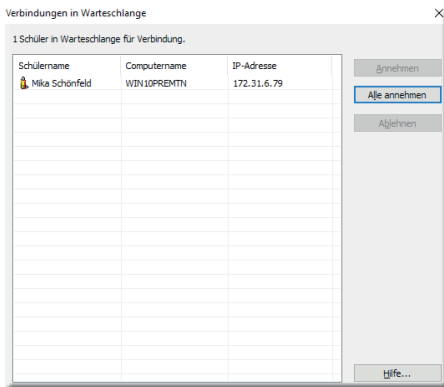 Verbindungen in Warteschlange
1 Schüler in Warteschlange für Verbindung.
Schülername Computername IP-Adresse
Mika Schönfeld WIN10PREMTN 172.31.6.79
Annehmen
Alle annehmen
Ablehnen
Hilfe...